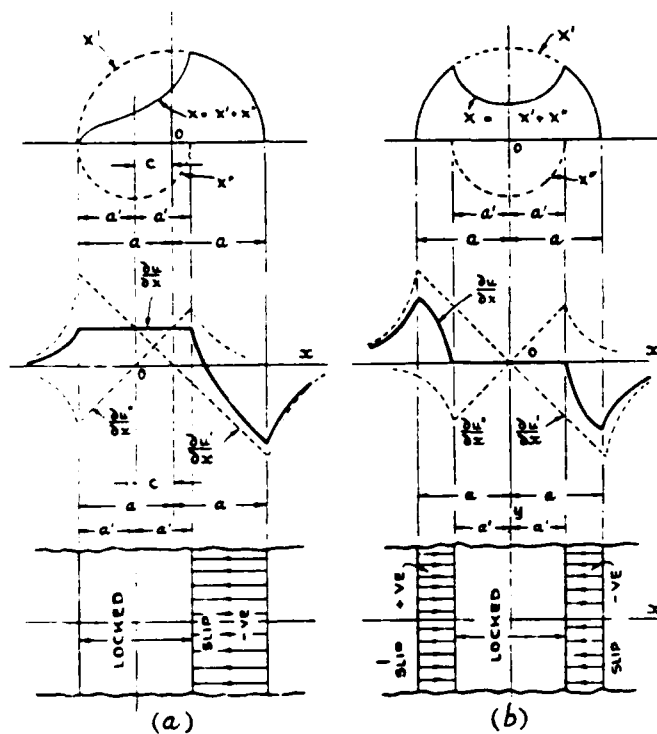 X'
X = X' + X"
O
C
X"
a' a'
a a
∂F/∂x
O
x
∂F"/∂x
∂F'/∂x
C
a a
a' a'
LOCKED
SLIP
-VE
(a)
X'
X = X' + X"
O
X"
a' a'
a a
∂F/∂x
O
x
∂F"/∂x
∂F'/∂x
a a
y
a' a'
SLIP +VE
LOCKED
-VE
SLIP
x
(b)